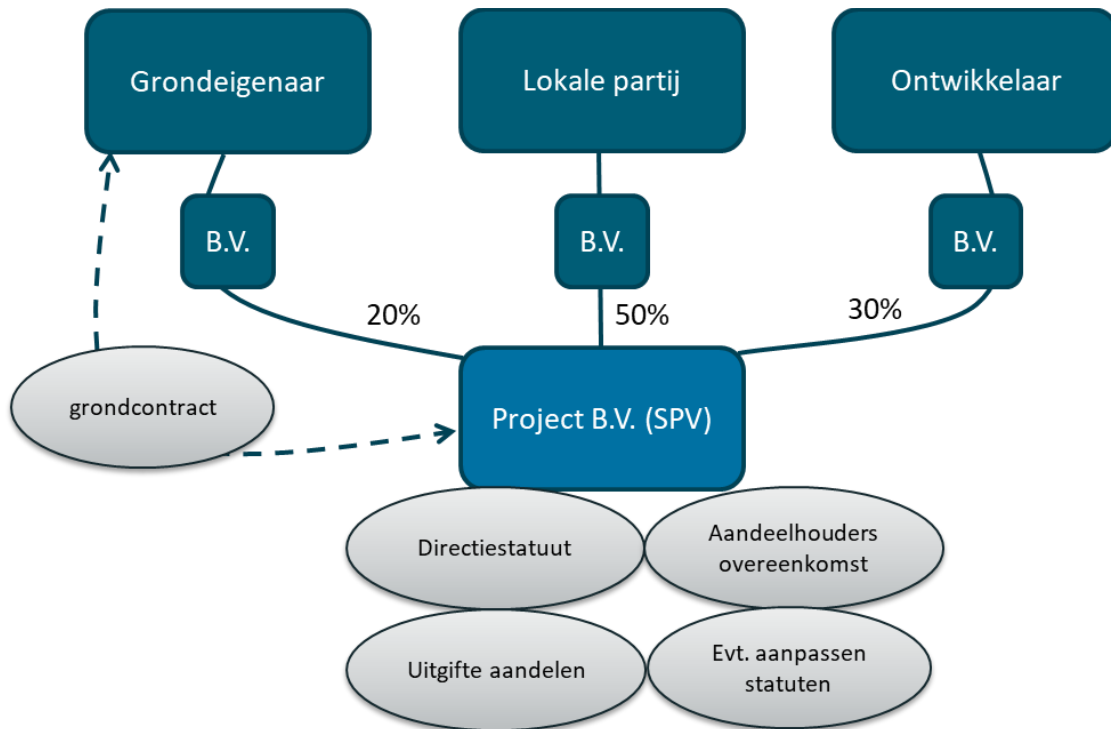 Grondeigenaar
Lokale partij
Ontwikkelaar
B.V.
B.V.
B.V.
20%
50%
30%
grondcontract
Project B.V. (SPV)
Directiestatuut
Aandeelhouders
overeenkomst
Uitgifte aandelen
Evt. aanpassen
statuten